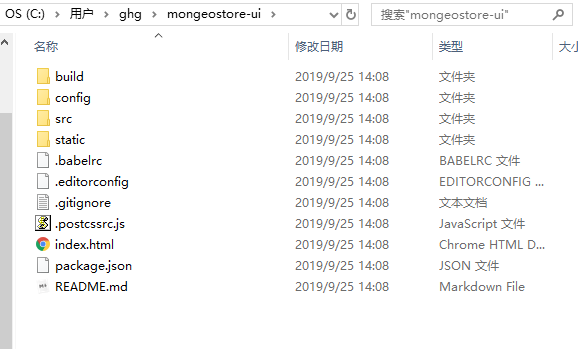 OS (C:) > 用户 > ghg > mongeostore-ui > 搜索"mongeostore-ui"
名称 修改日期 类型 大小
build 2019/9/25 14:08 文件夹
config 2019/9/25 14:08 文件夹
src 2019/9/25 14:08 文件夹
static 2019/9/25 14:08 文件夹
.babelrc 2019/9/25 14:08 BABELRC 文件
.editorconfig 2019/9/25 14:08 EDITORCONFIG ...
.gitignore 2019/9/25 14:08 文本文档
.postcssrc.js 2019/9/25 14:08 JavaScript 文件
index.html 2019/9/25 14:08 Chrome HTML D...
package.json 2019/9/25 14:08 JSON 文件
README.md 2019/9/25 14:08 Markdown File